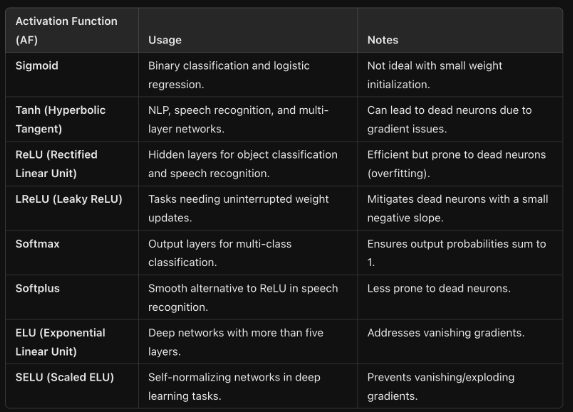 Activation Function
(AF) Usage Notes
Sigmoid Binary classification and logistic Not ideal with small weight
regression. initialization.
Tanh (Hyperbolic NLP, speech recognition, and multi- Can lead to dead neurons due to
Tangent) layer networks. gradient issues.
ReLU (Rectified Hidden layers for object classification Efficient but prone to dead neurons
Linear Unit) and speech recognition. (overfitting).
LReLU (Leaky ReLU) Tasks needing uninterrupted weight Mitigates dead neurons with a small
updates. negative slope.
Softmax Output layers for multi-class Ensures output probabilities sum to
classification. 1.
Softplus Smooth alternative to ReLU in speech Less prone to dead neurons.
recognition.
ELU (Exponential Deep networks with more than five Addresses vanishing gradients.
Linear Unit) layers.
SELU (Scaled ELU) Self-normalizing networks in deep Prevents vanishing/exploding
learning tasks. gradients.